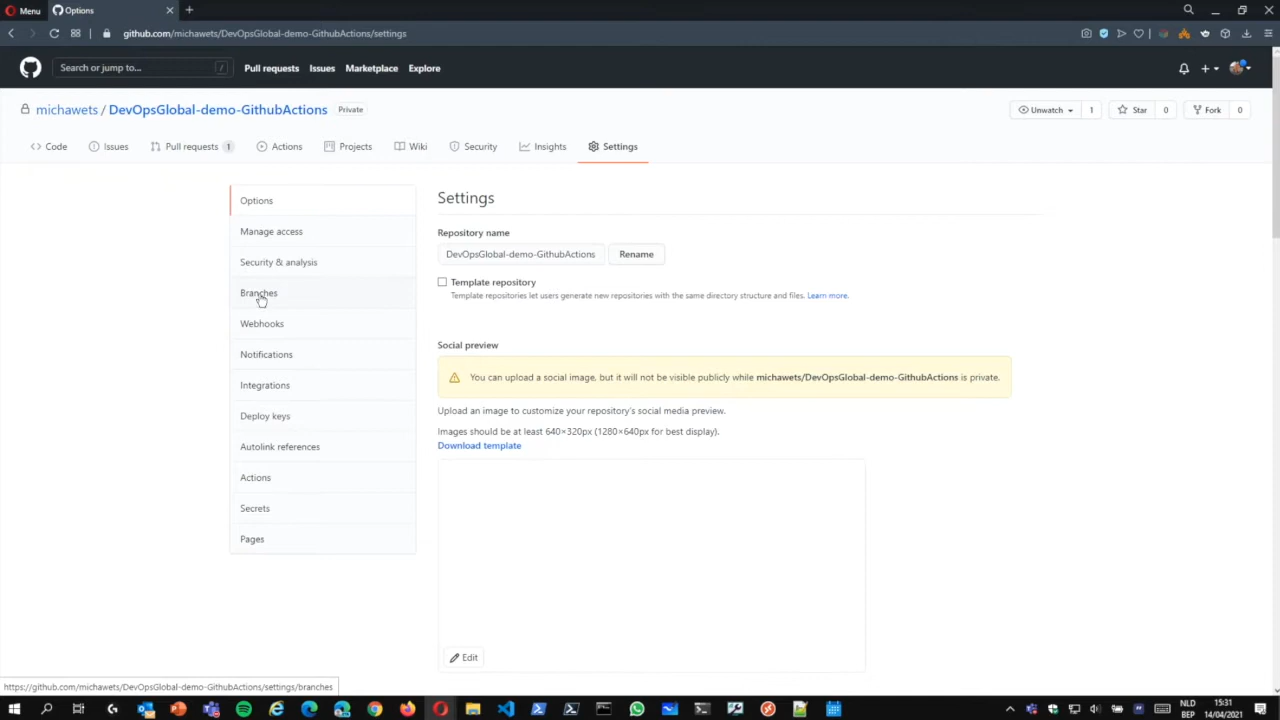 Menu
Options
github.com/michawets/DevOpsGlobal-demo-GithubActions/settings
Search or jump to...
/
Pull requests
Issues
Marketplace
Explore
michawets / DevOpsGlobal-demo-GithubActions
Private
Unwatch
1
Star
0
Fork
0
Code
Issues
Pull requests
1
Actions
Projects
Wiki
Security
Insights
Settings
Options
Manage access
Security & analysis
Branches
Webhooks
Notifications
Integrations
Deploy keys
Autolink references
Actions
Secrets
Pages
Settings
Repository name
DevOpsGlobal-demo-GithubActions
Rename
Template repository
Template repositories let users generate new repositories with the same directory structure and files. Learn more.
Social preview
You can upload a social image, but it will not be visible publicly while michawets/DevOpsGlobal-demo-GithubActions is private.
Upload an image to customize your repository's social media preview.
Images should be at least 640×320px (1280×640px for best display).
Download template
Edit
https://github.com/michawets/DevOpsGlobal-demo-GithubActions/settings/branches
NLD
BEP
15:31
14/04/2021